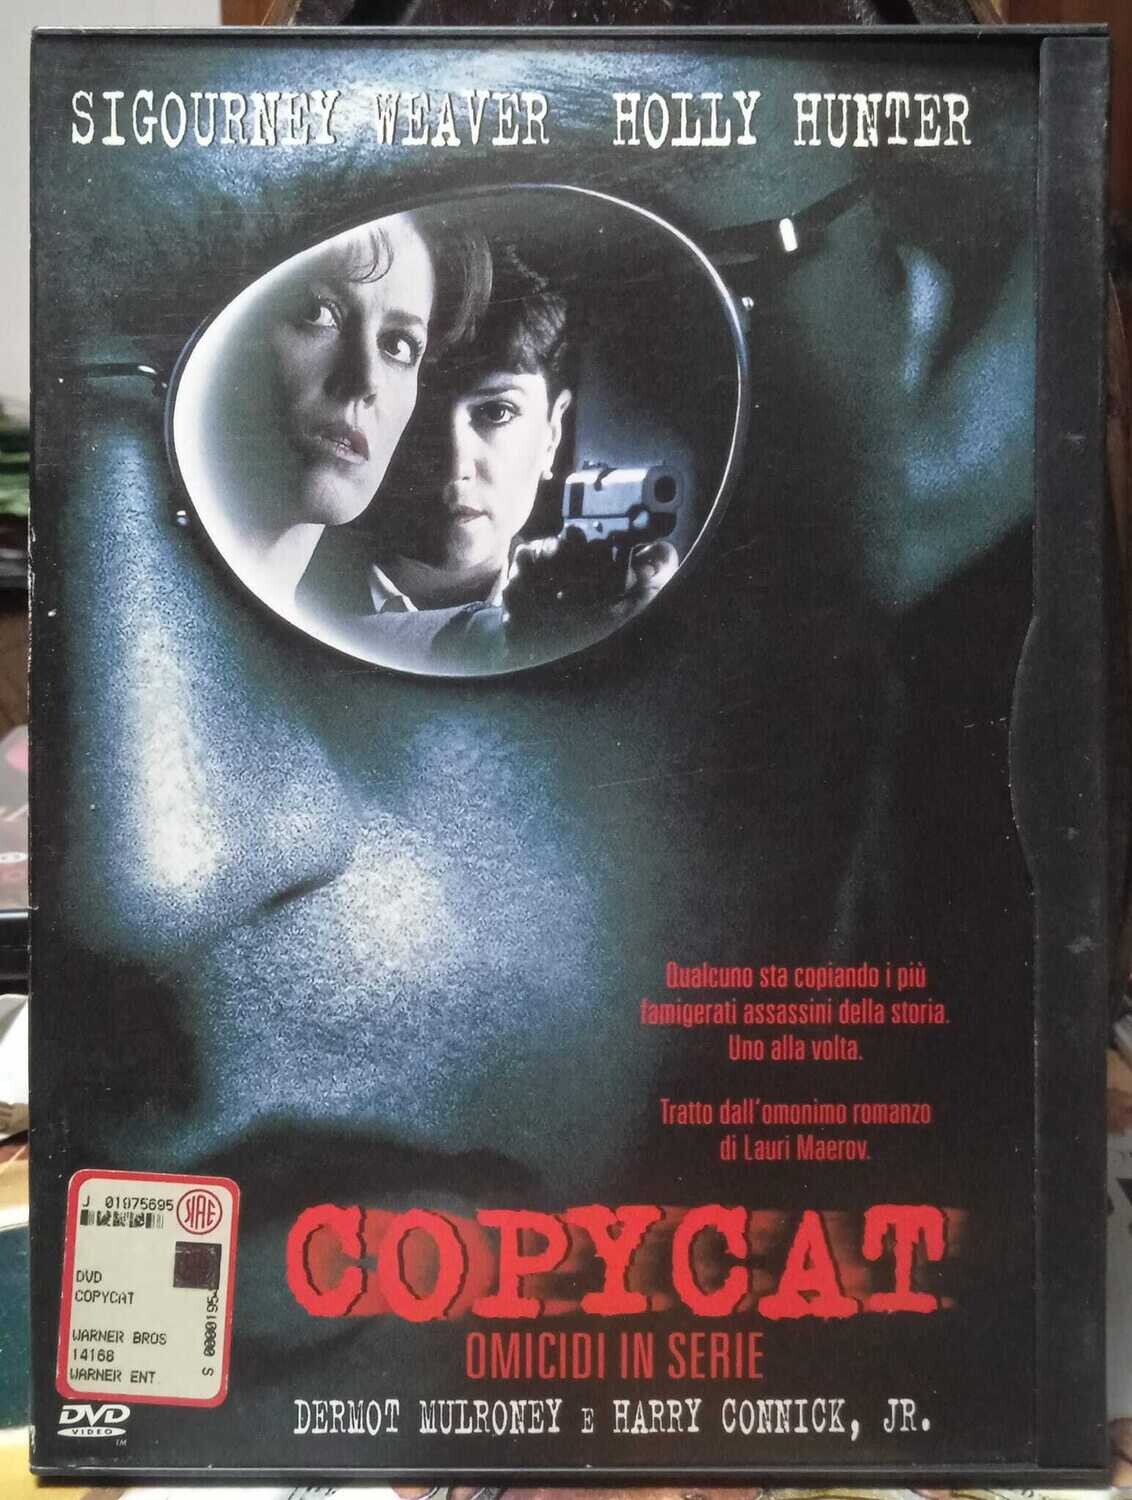 SIGOURNEY WEAVER HOLLY HUNTER
Qualcuno sta copiando i più
famigerati assassini della storia.
Uno alla volta.
Tratto dall'omonimo romanzo
di Lauri Maerov.
COPYCAT
OMICIDI IN SERIE
DERMOT MULRONEY E HARRY CONNICK, JR.
J 01975695
DVD
COPYCAT
WARNER BROS
14168
WARNER ENT.
DVD
VIDEO
TM